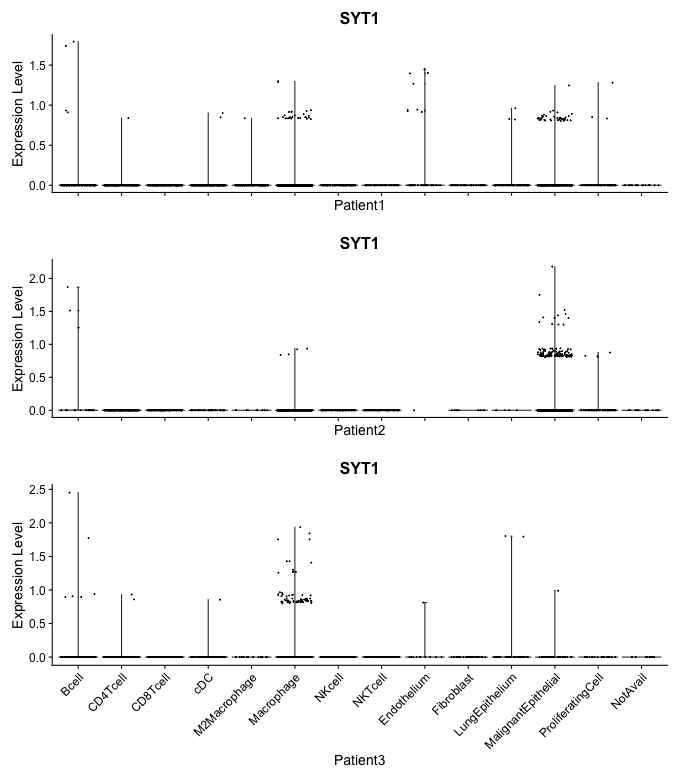 SYT1
Expression Level
1.5
1.0
0.5
0.0
Patient1
SYT1
Expression Level
2.0
1.5
1.0
0.5
0.0
Patient2
SYT1
Expression Level
2.5
2.0
1.5
1.0
0.5
0.0
Bcell
CD4Tcell
CD8Tcell
cDC
M2Macrophage
Macrophage
NKcell
NKTcell
Endothelium
Fibroblast
LungEpithelium
MalignantEpithelial
ProliferatingCell
NotAvail
Patient3